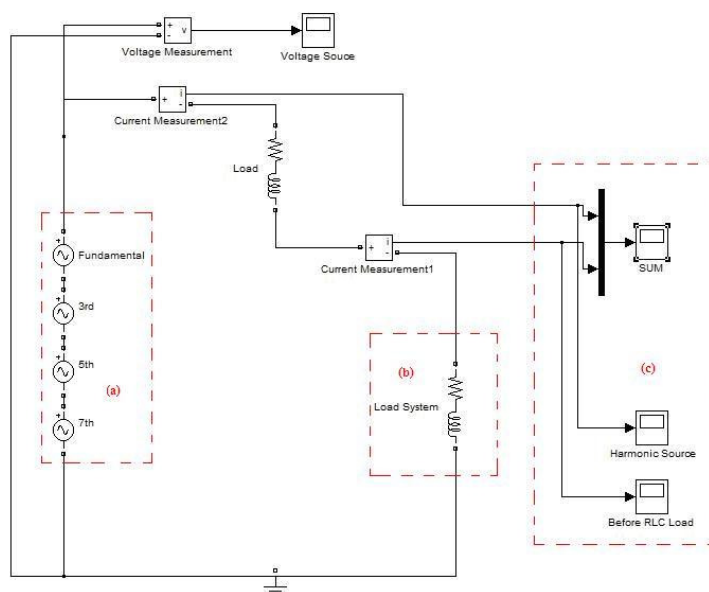 +
-
v
Voltage Measurement
Voltage Souce
+
i
-
Current Measurement2
Load
+
i
-
Current Measurement1
SUM
+
Fundamental
+
3rd
+
5th
(a)
+
7th
(b)
Load System
(c)
Harmonic Source
Before RLC Load